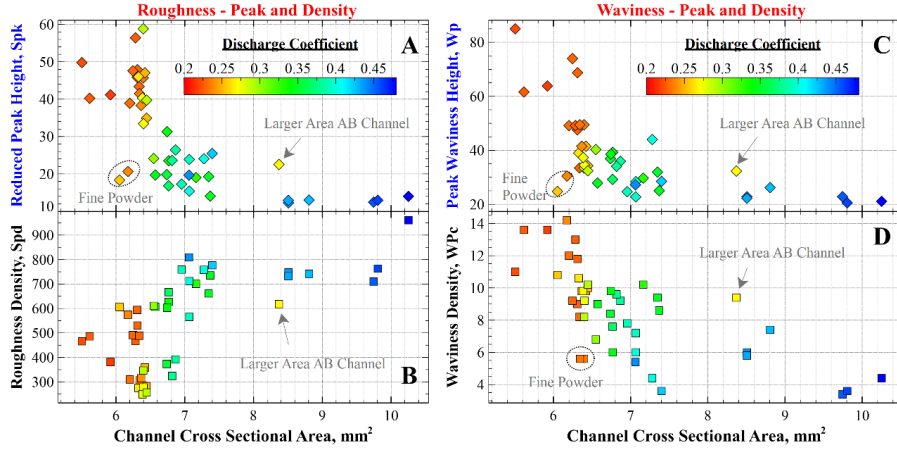 Roughness - Peak and Density
Reduced Peak Height, Spk
60
50
40
30
20
10
A
Discharge Coefficient
0.2 0.25 0.3 0.35 0.4 0.45
Larger Area AB Channel
Fine Powder
Roughness Density, Spd
900
800
700
600
500
400
300
Larger Area AB Channel
B
6 7 8 9 10
Channel Cross Sectional Area, mm²
Waviness - Peak and Density
Peak Waviness Height, Wp
80
60
40
20
C
Discharge Coefficient
0.2 0.25 0.3 0.35 0.4 0.45
Larger Area AB Channel
Fine
Powder
Waviness Density, WPc
14
12
10
8
6
4
D
Larger Area AB Channel
Fine Powder
6 7 8 9 10
Channel Cross Sectional Area, mm²